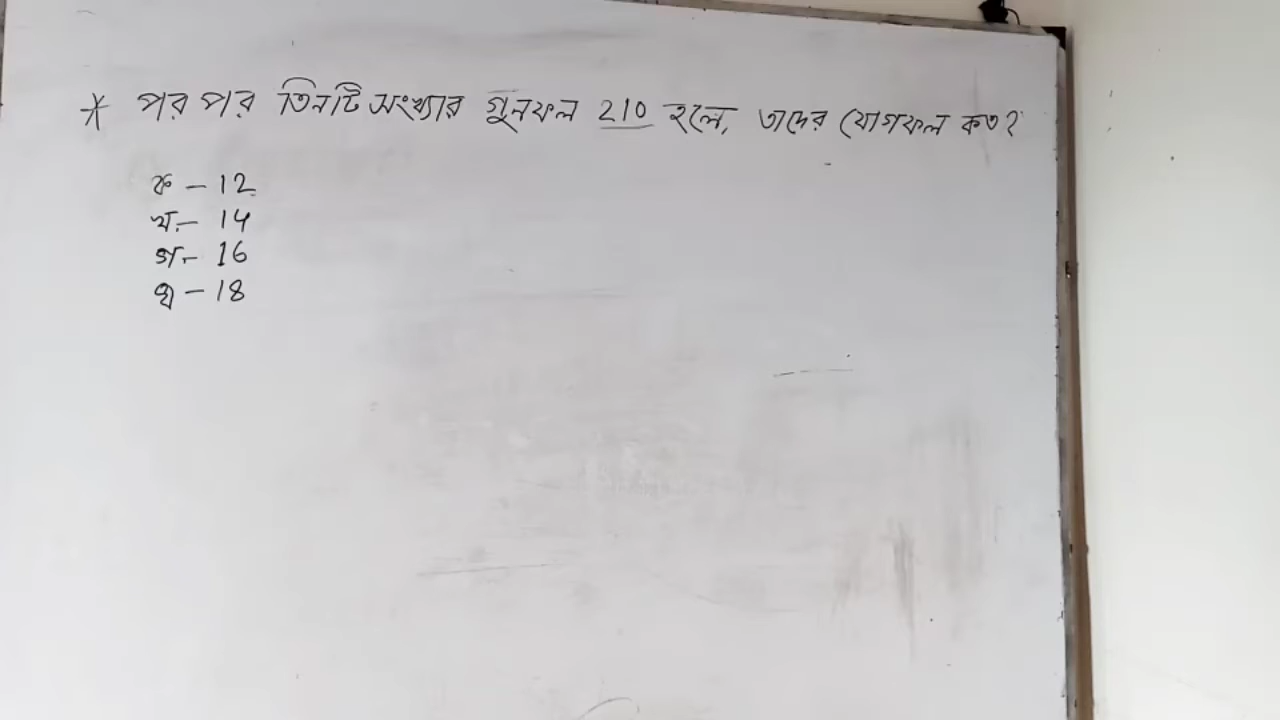 * পর পর তিনটি সংখ্যার গুনফল 210 হলে, তাদের যোগফল কত?
ক - 12
খ - 14
গ - 16
ঘ - 18